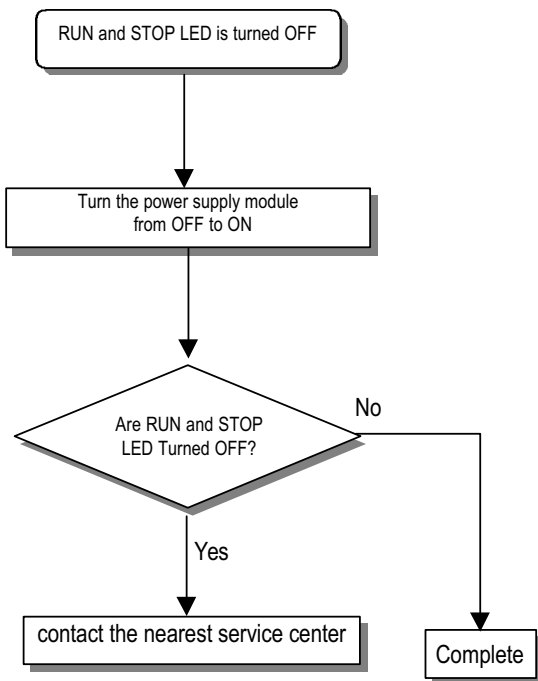 RUN and STOP LED is turned OFF
Turn the power supply module
from OFF to ON
Are RUN and STOP
LED Turned OFF?
No
Yes
contact the nearest service center
Complete